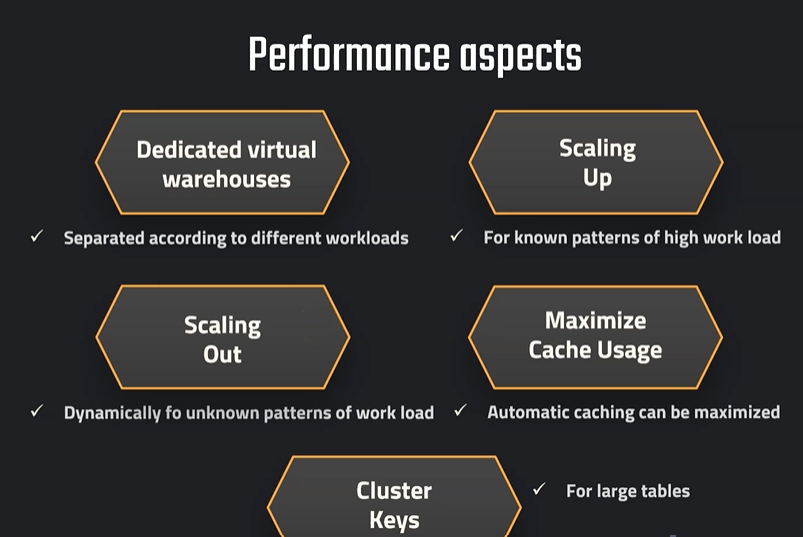 Performance aspects
Dedicated virtual
warehouses
✓ Separated according to different workloads
Scaling
Up
✓ For known patterns of high work load
Scaling
Out
✓ Dynamically fo unknown patterns of work load
Maximize
Cache Usage
✓ Automatic caching can be maximized
Cluster
Keys
✓ For large tables